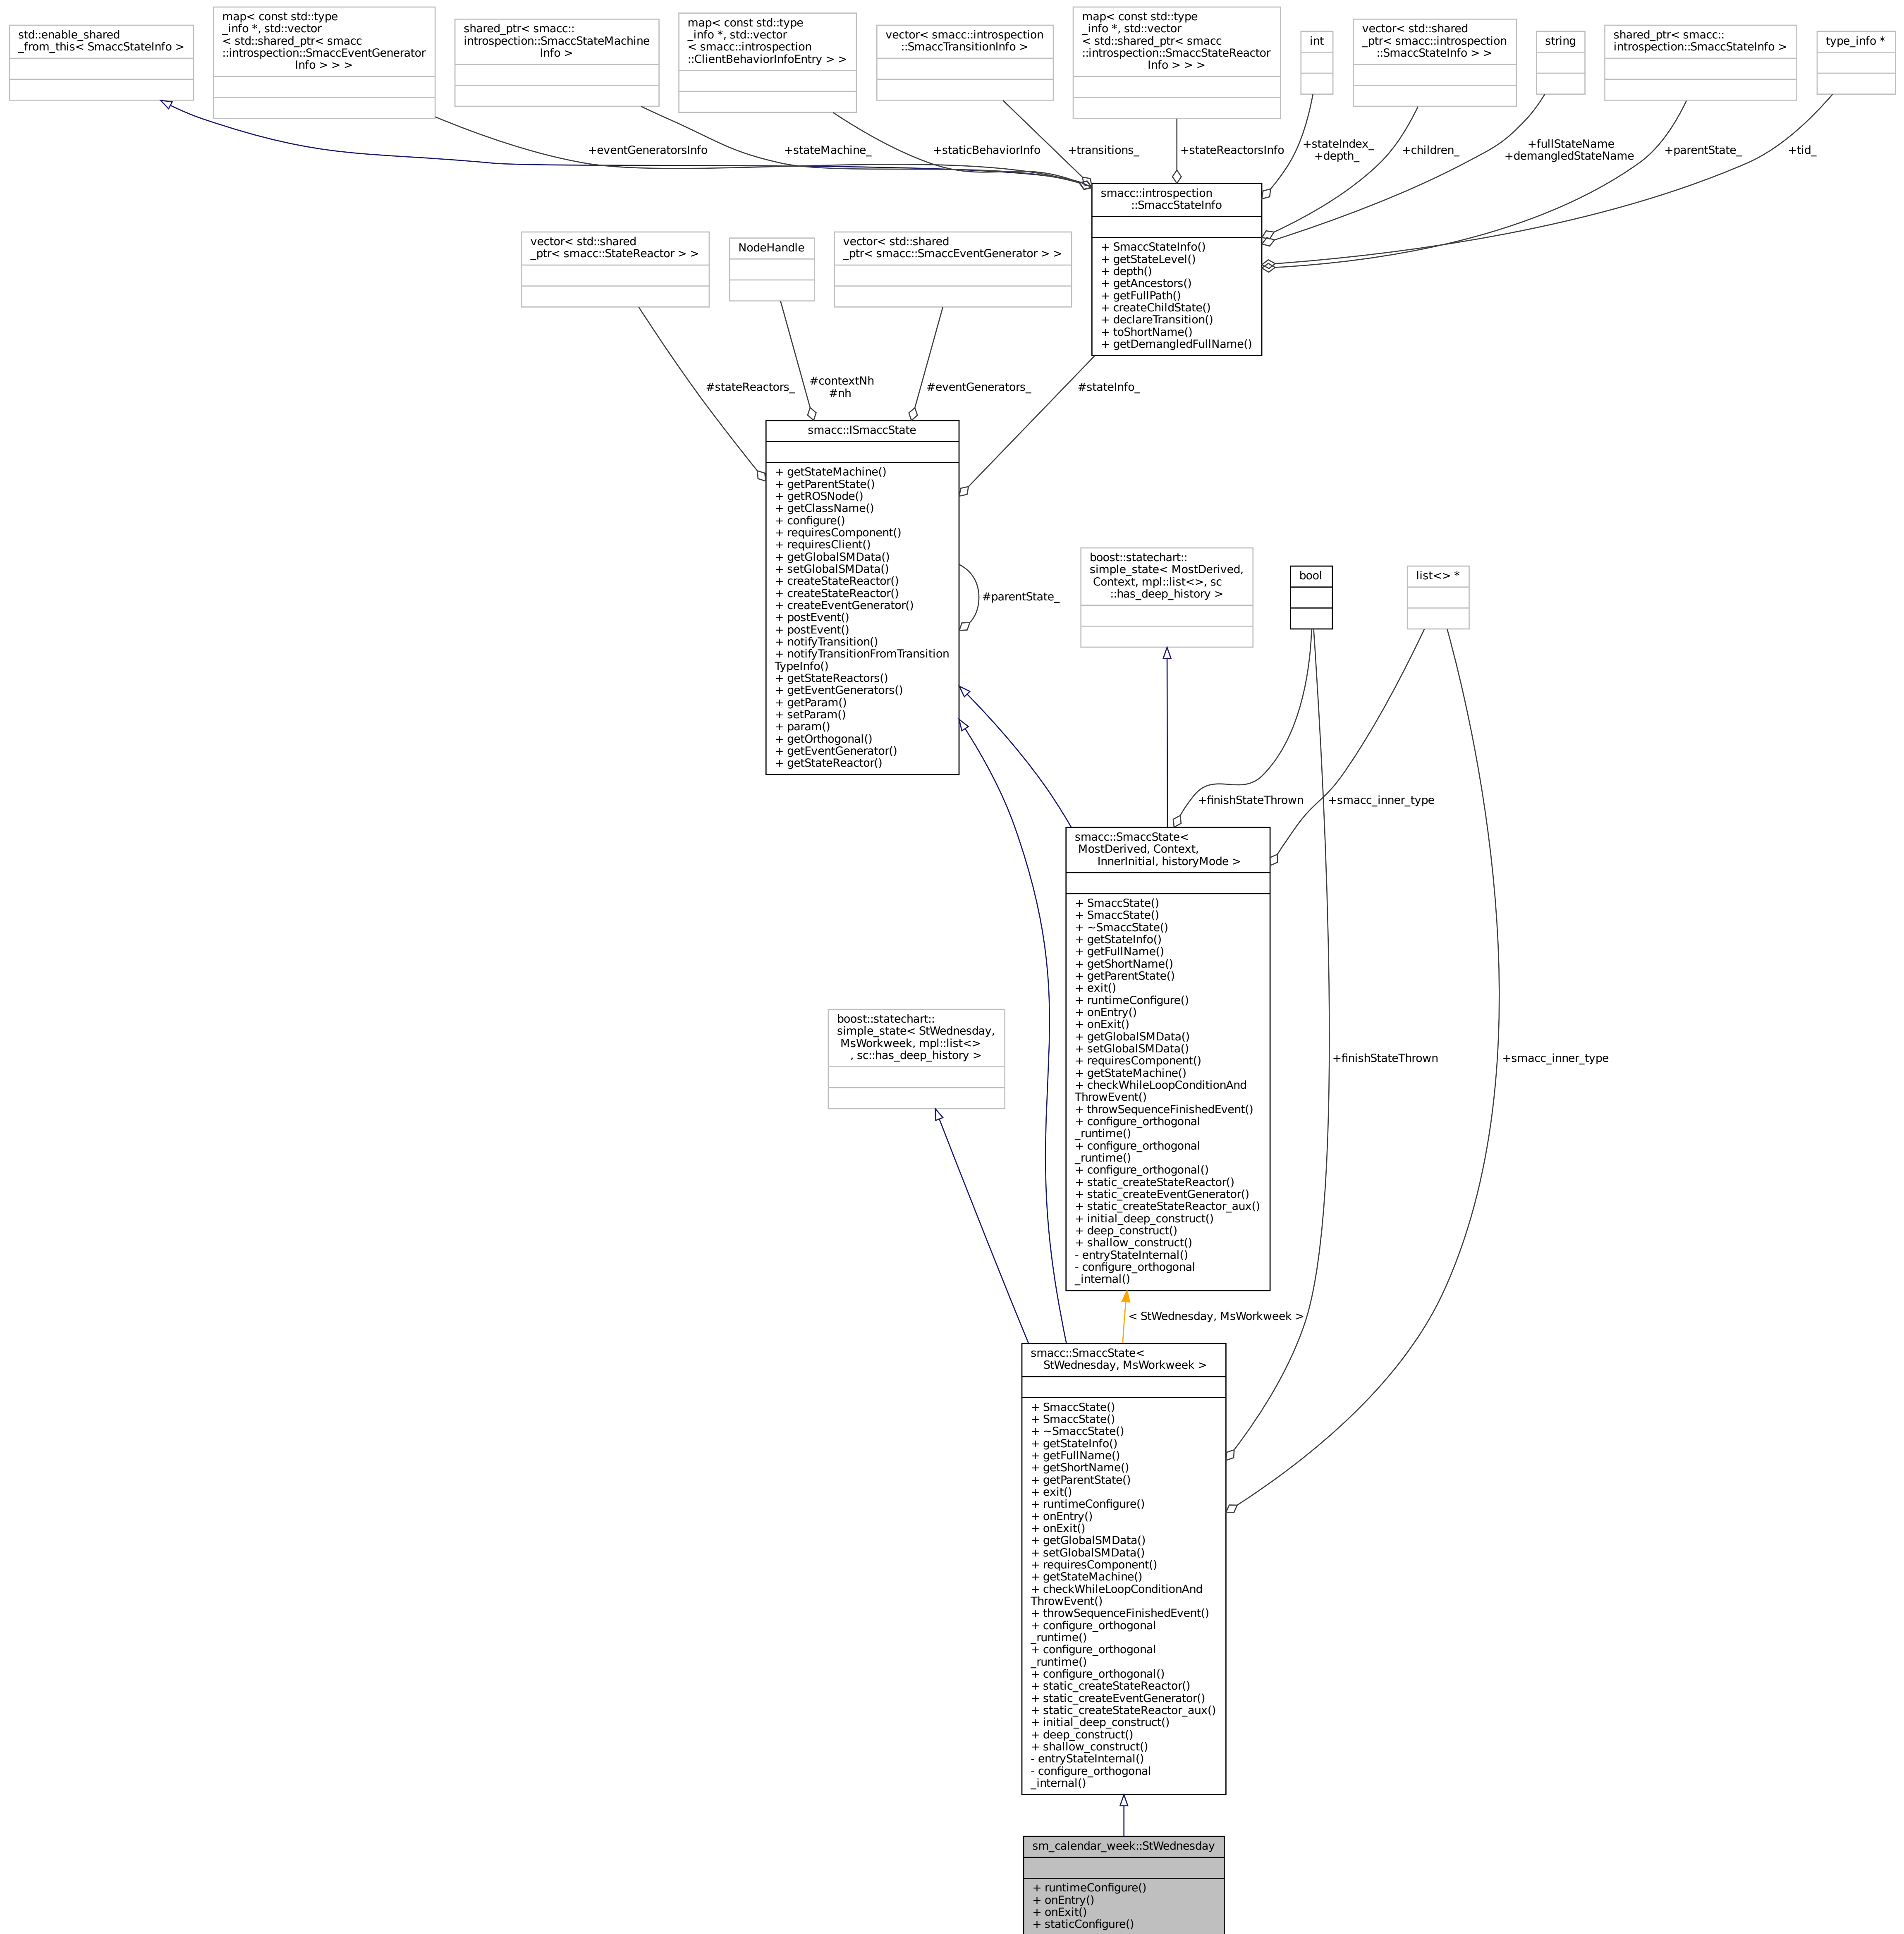 std::enable_shared
_from_this< SmaccStateInfo >
map< const std::type
_info *, std::vector
< std::shared_ptr< smacc
::introspection::SmaccEventGenerator
Info > > >
shared_ptr< smacc::
introspection::SmaccStateMachine
Info >
map< const std::type
_info *, std::vector
< smacc::introspection
::ClientBehaviorInfoEntry > >
vector< smacc::introspection
::SmaccTransitionInfo >
map< const std::type
_info *, std::vector
< std::shared_ptr< smacc
::introspection::SmaccStateReactor
Info > > >
int
vector< std::shared
_ptr< smacc::introspection
::SmaccStateInfo > >
string
shared_ptr< smacc::
introspection::SmaccStateInfo >
type_info *
+eventGeneratorsInfo
+stateMachine_
+staticBehaviorInfo
+transitions_
+stateReactorsInfo
+stateIndex_
+depth_
+children_
+fullStateName
+demangledStateName
+parentState_
+tid_
smacc::introspection
::SmaccStateInfo
+ SmaccStateInfo()
+ getStateLevel()
+ depth()
+ getAncestors()
+ getFullPath()
+ createChildState()
+ declareTransition()
+ toShortName()
+ getDemangledFullName()
vector< std::shared
_ptr< smacc::StateReactor > >
NodeHandle
vector< std::shared
_ptr< smacc::SmaccEventGenerator > >
#stateReactors_
#contextNh
#nh
#eventGenerators_
#stateInfo_
smacc::ISmaccState
+ getStateMachine()
+ getParentState()
+ getROSNode()
+ getClassName()
+ configure()
+ requiresComponent()
+ requiresClient()
+ getGlobalSMData()
+ setGlobalSMData()
+ createStateReactor()
+ createStateReactor()
+ createEventGenerator()
+ postEvent()
+ postEvent()
+ notifyTransition()
+ notifyTransitionFromTransition
TypeInfo()
+ getStateReactors()
+ getEventGenerators()
+ getParam()
+ setParam()
+ param()
+ getOrthogonal()
+ getEventGenerator()
+ getStateReactor()
#parentState_
boost::statechart::
simple_state< MostDerived,
Context, mpl::list<>, sc
::has_deep_history >
bool
list<> *
+finishStateThrown
+smacc_inner_type
smacc::SmaccState<
MostDerived, Context,
InnerInitial, historyMode >
+ SmaccState()
+ SmaccState()
+ ~SmaccState()
+ getStateInfo()
+ getFullName()
+ getShortName()
+ getParentState()
+ exit()
+ runtimeConfigure()
+ onEntry()
+ onExit()
+ getGlobalSMData()
+ setGlobalSMData()
+ requiresComponent()
+ getStateMachine()
+ checkWhileLoopConditionAnd
ThrowEvent()
+ throwSequenceFinishedEvent()
+ configure_orthogonal
_runtime()
+ configure_orthogonal
_runtime()
+ configure_orthogonal()
+ static_createStateReactor()
+ static_createEventGenerator()
+ static_createStateReactor_aux()
+ initial_deep_construct()
+ deep_construct()
+ shallow_construct()
- entryStateInternal()
- configure_orthogonal
_internal()
boost::statechart::
simple_state< StWednesday,
MsWorkweek, mpl::list<>
, sc::has_deep_history >
+finishStateThrown
+smacc_inner_type
< StWednesday, MsWorkweek >
smacc::SmaccState<
StWednesday, MsWorkweek >
+ SmaccState()
+ SmaccState()
+ ~SmaccState()
+ getStateInfo()
+ getFullName()
+ getShortName()
+ getParentState()
+ exit()
+ runtimeConfigure()
+ onEntry()
+ onExit()
+ getGlobalSMData()
+ setGlobalSMData()
+ requiresComponent()
+ getStateMachine()
+ checkWhileLoopConditionAnd
ThrowEvent()
+ throwSequenceFinishedEvent()
+ configure_orthogonal
_runtime()
+ configure_orthogonal
_runtime()
+ configure_orthogonal()
+ static_createStateReactor()
+ static_createEventGenerator()
+ static_createStateReactor_aux()
+ initial_deep_construct()
+ deep_construct()
+ shallow_construct()
- entryStateInternal()
- configure_orthogonal
_internal()
sm_calendar_week::StWednesday
+ runtimeConfigure()
+ onEntry()
+ onExit()
+ staticConfigure()